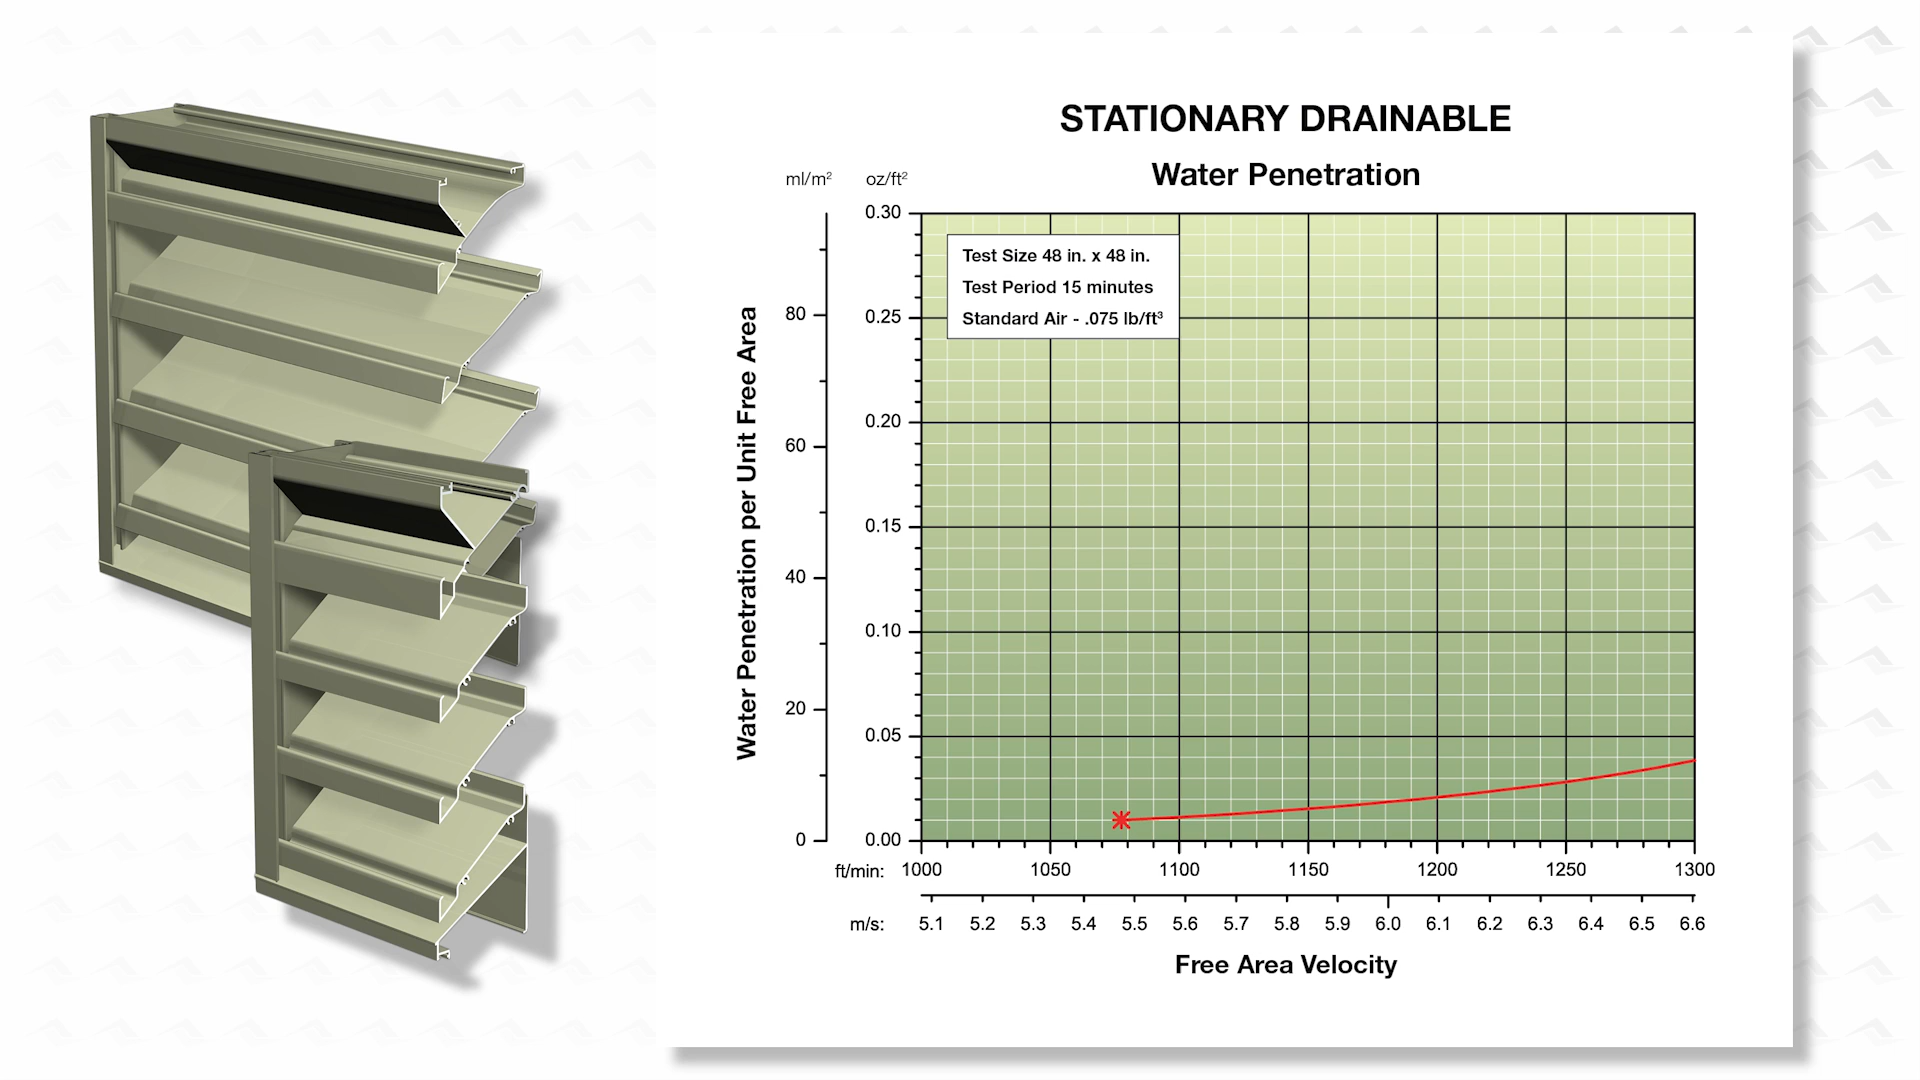 STATIONARY DRAINABLE
Water Penetration
ml/m² oz/ft²
Test Size 48 in. x 48 in.
Test Period 15 minutes
Standard Air - .075 lb/ft³
Water Penetration per Unit Free Area
80
60
40
20
0
0.30
0.25
0.20
0.15
0.10
0.05
0.00
ft/min: 1000 1050 1100 1150 1200 1250 1300
m/s: 5.1 5.2 5.3 5.4 5.5 5.6 5.7 5.8 5.9 6.0 6.1 6.2 6.3 6.4 6.5 6.6
Free Area Velocity